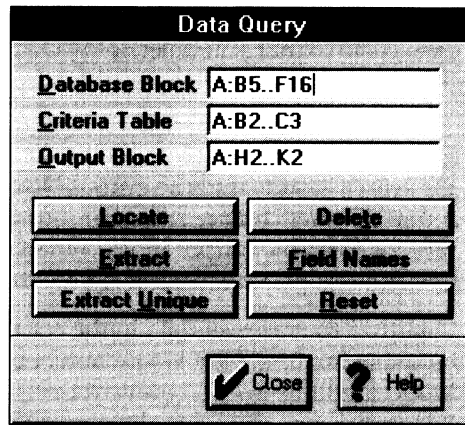 Data Query
Database Block A:B5..F16
Criteria Table A:B2..C3
Output Block A:H2..K2
Locate Delete
Extract Field Names
Extract Unique Reset
Close ? Help